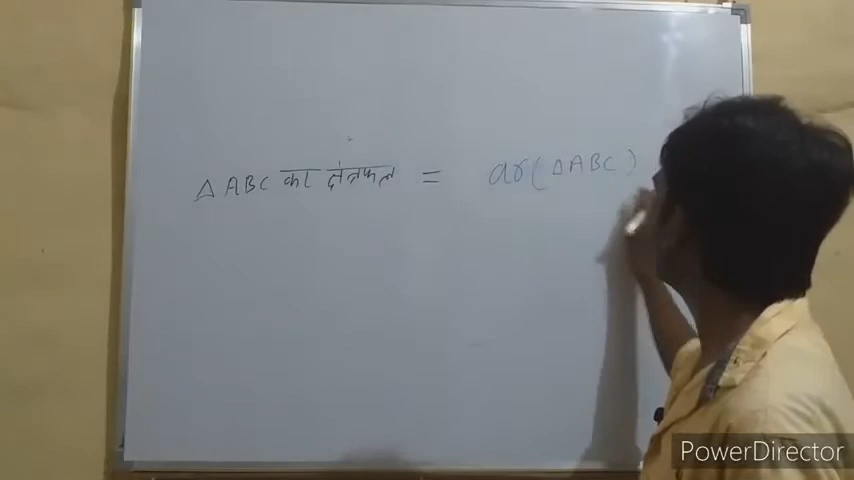 △ ABC का क्षेत्रफल = ar(△ABC)
PowerDirector